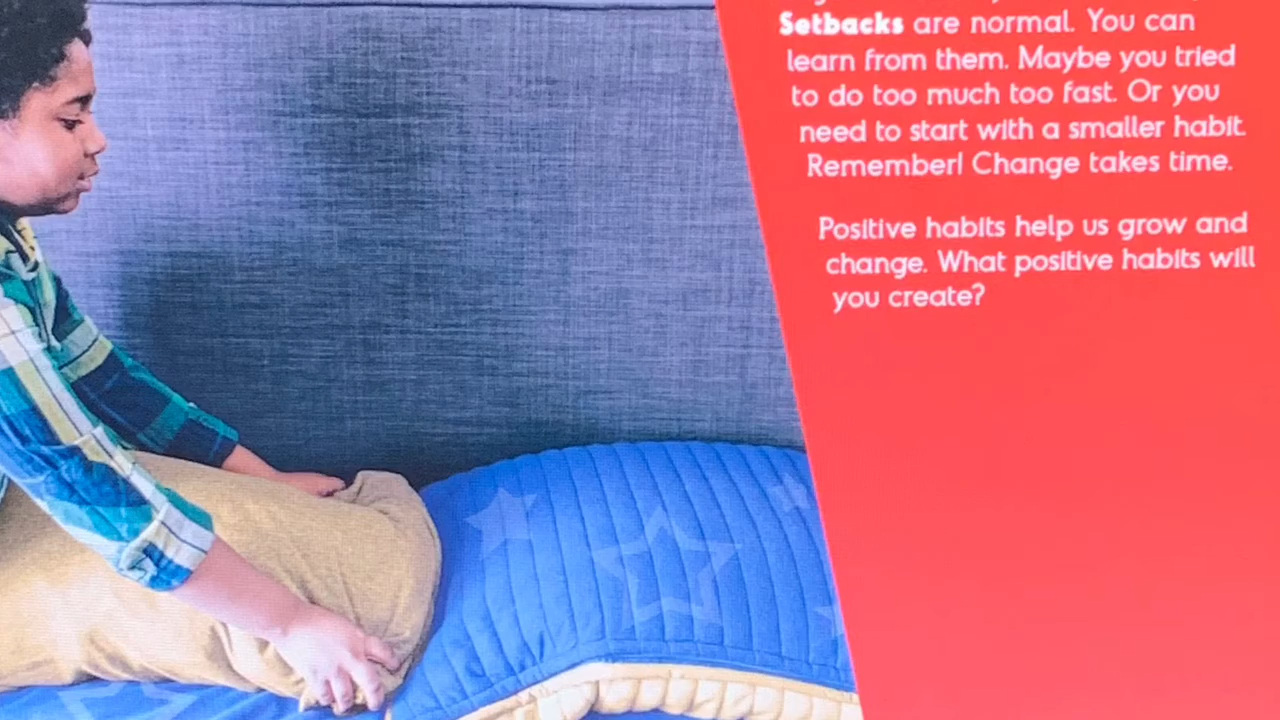 Setbacks are normal. You can
learn from them. Maybe you tried
to do too much too fast. Or you
need to start with a smaller habit.
Remember! Change takes time.
Positive habits help us grow and
change. What positive habits will
you create?